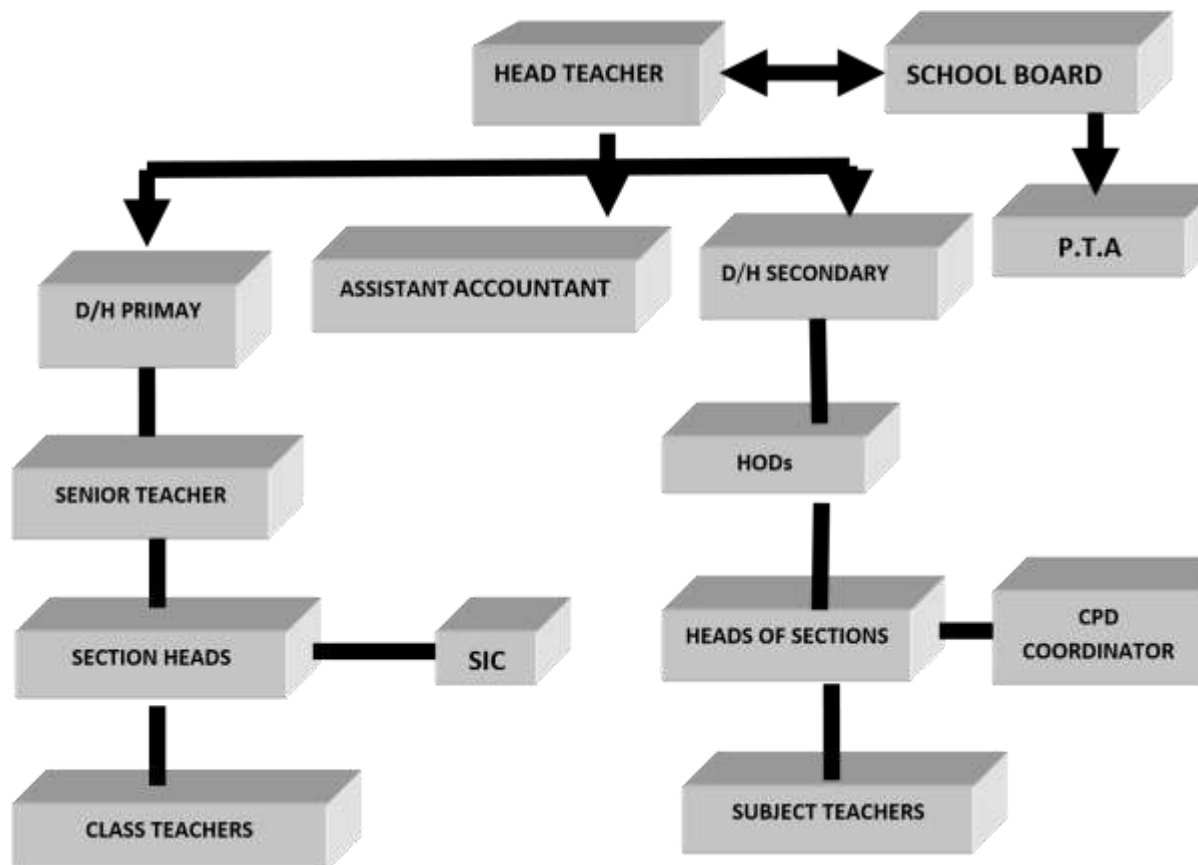 HEAD TEACHER
SCHOOL BOARD
P.T.A
D/H PRIMAY
ASSISTANT ACCOUNTANT
D/H SECONDARY
HODs
SENIOR TEACHER
SECTION HEADS
SIC
HEADS OF SECTIONS
CPD
COORDINATOR
CLASS TEACHERS
SUBJECT TEACHERS